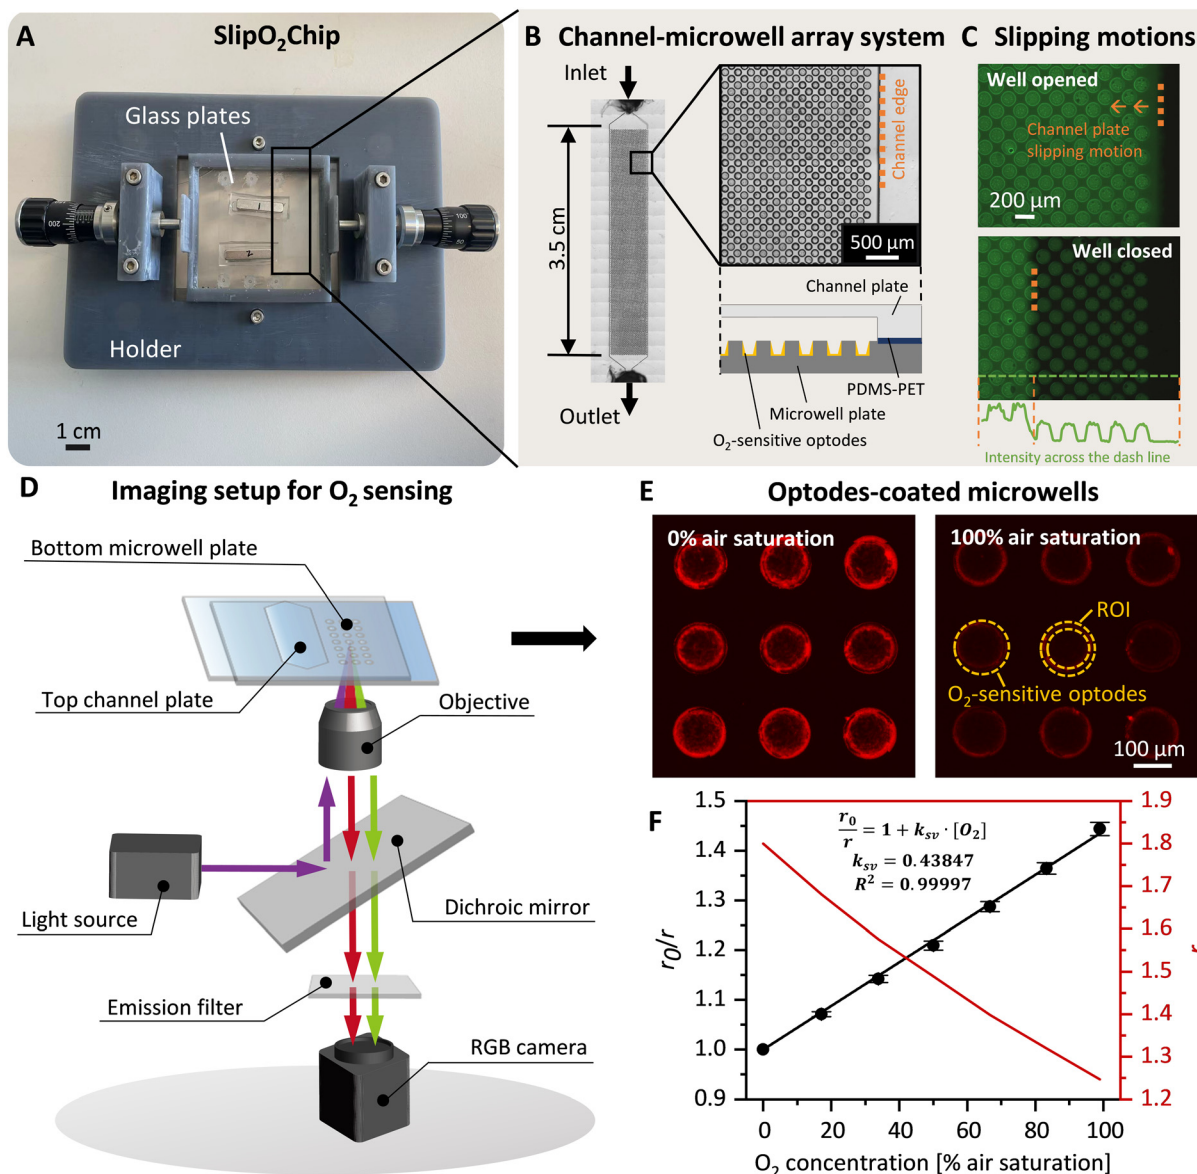 A
SlipO₂Chip
Glass plates
1
2
200
100
80
Holder
1 cm
B Channel-microwell array system
Inlet
3.5 cm
Outlet
Channel edge
500 µm
Channel plate
PDMS-PET
Microwell plate
O₂-sensitive optodes
C Slipping motions
Well opened
Channel plate
slipping motion
200 µm
Well closed
Intensity across the dash line
D Imaging setup for O₂ sensing
Bottom microwell plate
Top channel plate
Objective
Light source
Dichroic mirror
Emission filter
RGB camera
E Optodes-coated microwells
0% air saturation
100% air saturation
ROI
O₂-sensitive optodes
100 µm
F
r₀/r = 1 + kₛᵥ · [O₂]
kₛᵥ = 0.43847
R² = 0.99997
1.5
1.4
1.3
1.2
1.1
1.0
0.9
r₀/r
1.9
1.8
1.7
1.6
1.5
1.4
1.3
1.2
r
0 20 40 60 80 100
O₂ concentration [% air saturation]